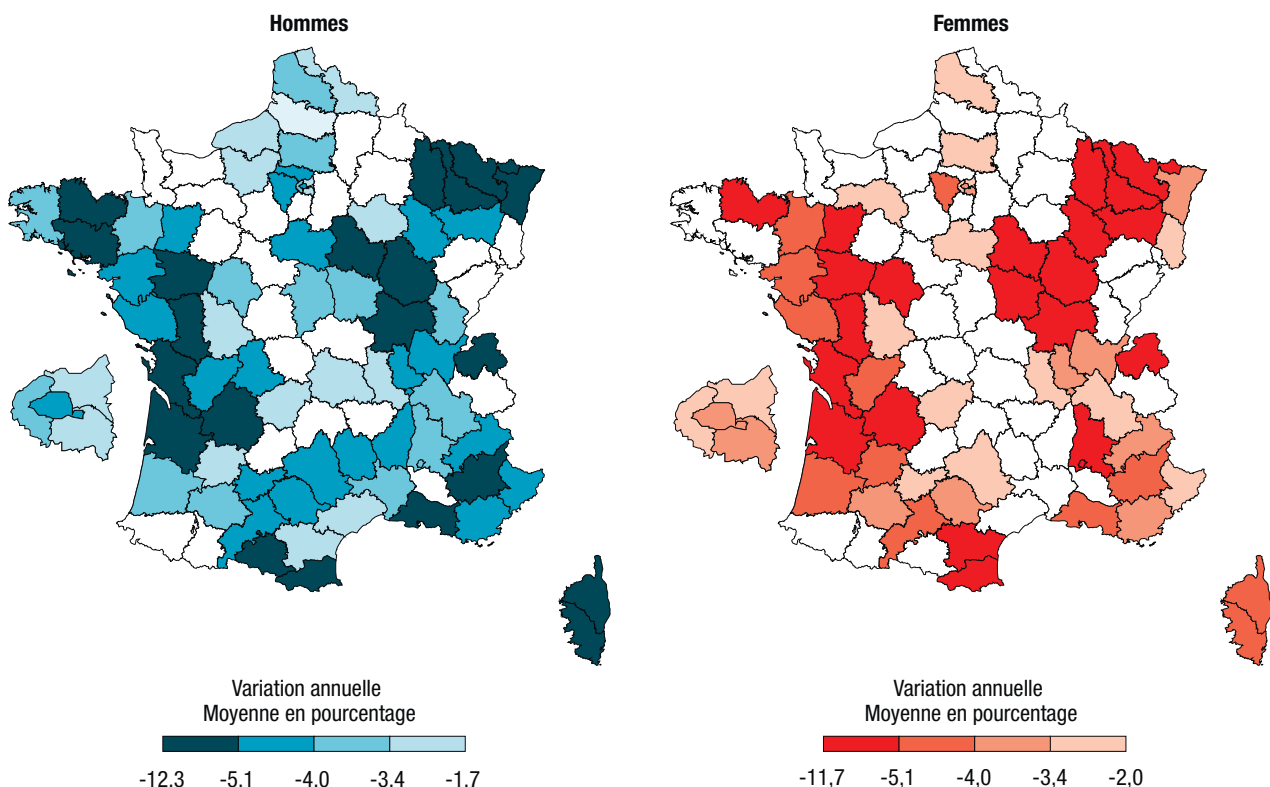 Hommes
Femmes
Variation annuelle
Moyenne en pourcentage
-12.3 -5.1 -4.0 -3.4 -1.7
Variation annuelle
Moyenne en pourcentage
-11,7 -5,1 -4,0 -3,4 -2,0